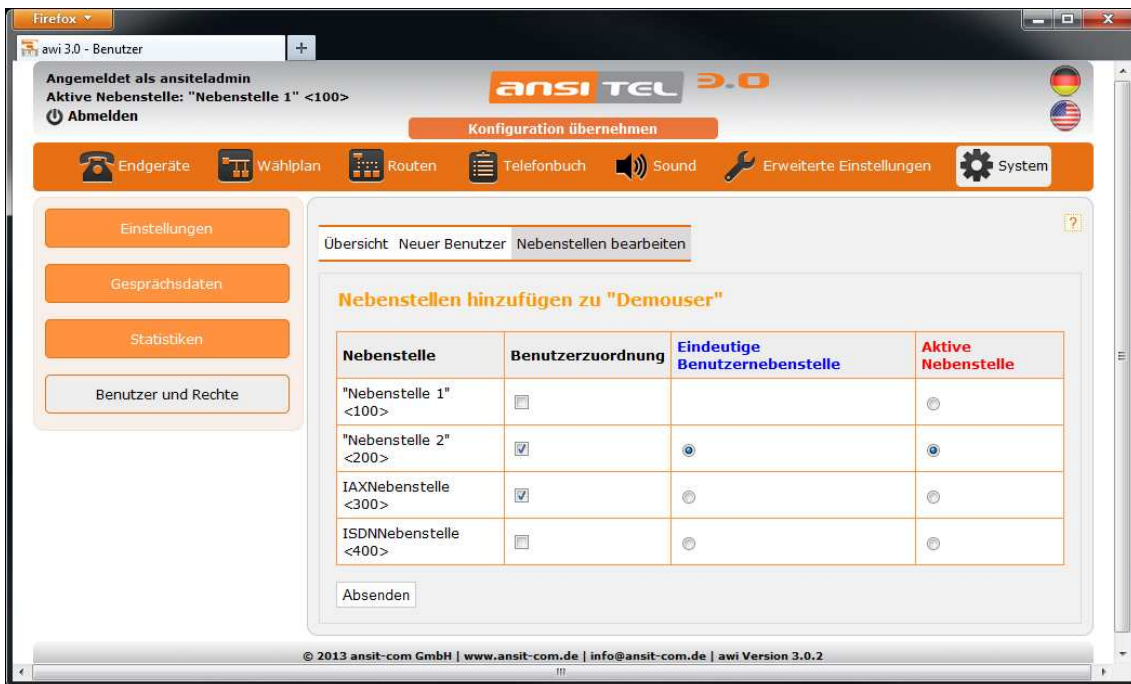 Firefox
awi 3.0 - Benutzer
Angemeldet als ansiteladmin
Aktive Nebenstelle: "Nebenstelle 1" <100>
Abmelden
ansi TEL 3.0
Konfiguration übernehmen
Endgeräte Wählplan Routen Telefonbuch Sound Erweiterte Einstellungen System
Einstellungen
Gesprächsdaten
Statistiken
Benutzer und Rechte
?
Übersicht Neuer Benutzer Nebenstellen bearbeiten
Nebenstellen hinzufügen zu "Demouser"
Nebenstelle Benutzerzuordnung Eindeutige Benutzernebenstelle Aktive Nebenstelle
"Nebenstelle 1" <100>
"Nebenstelle 2" <200>
IAXNebenstelle <300>
ISDNNebenstelle <400>
Absenden
© 2013 ansit-com GmbH | www.ansit-com.de | info@ansit-com.de | awi Version 3.0.2